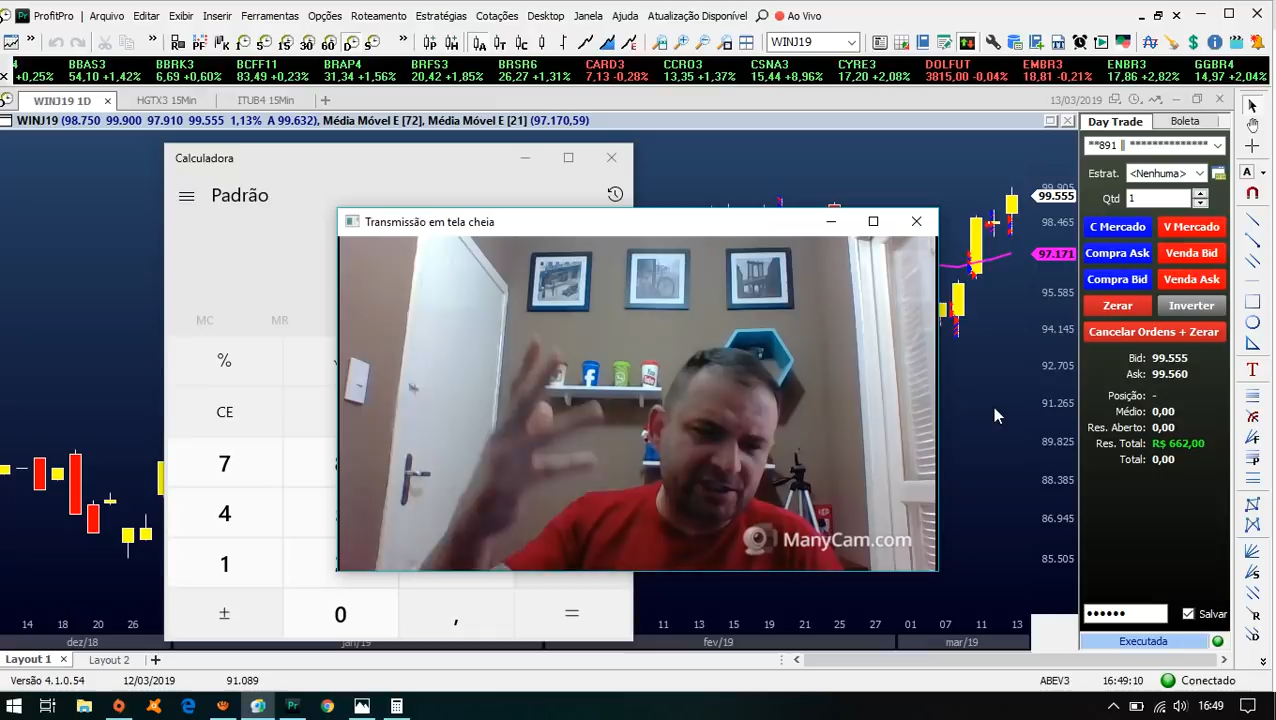 ProfitPro Arquivo Editar Exibir Inserir Ferramentas Opções Roteamento Estratégias Cotações Desktop Janela Ajuda Atualização Disponível Ao Vivo
WINJ19
BBAS3 BBRK3 BCFF11 BRAP4 BRFS3 BRSR6 CARD3 CCRO3 CSNA3 CYRE3 DOLFUT EMBR3 ENBR3 GGBR4
+0,25% 54,10 +1,42% 6,69 +0,60% 83,49 +0,23% 31,34 +1,56% 20,42 +1,85% 26,27 +1,31% 7,13 -0,28% 13,35 +1,37% 15,44 +8,96% 17,20 +2,08% 3815,00 -0,04% 18,81 -0,21% 17,86 +2,82% 14,97 +2,04%
WINJ19 1D HGTX3 15Min ITUB4 15Min 13/03/2019
WINJ19 (98.750 99.900 97.910 99.555 1,13% A 99.632), Média Móvel E [72], Média Móvel E [21] (97.170,59)
Calculadora
Padrão
MC MR
%
CE
7
4
1
± 0 , =
Transmissão em tela cheia
ManyCam.com
99.905
99.555
98.465
97.171
95.585
94.145
92.705
91.265
89.825
88.385
86.945
85.505
14 18 20 26 11 13 15 19 21 25 27 01 07 11 13
dez/18 jan/19 fev/19 mar/19
Day Trade Boleta
**891 || **************
Estrat. <Nenhuma>
Qtd 1
C Mercado V Mercado
Compra Ask Venda Bid
Compra Bid Venda Ask
Zerar Inverter
Cancelar Ordens + Zerar
Bid: 99.555
Ask: 99.560
Posição: -
Médio: 0,00
Res. Aberto: 0,00
Res. Total: R$ 662,00
Total: 0,00
Salvar
Executada
Layout 1 Layout 2
Versão 4.1.0.54 12/03/2019 91.089 ABEV3 16:49:10 Conectado
16:49